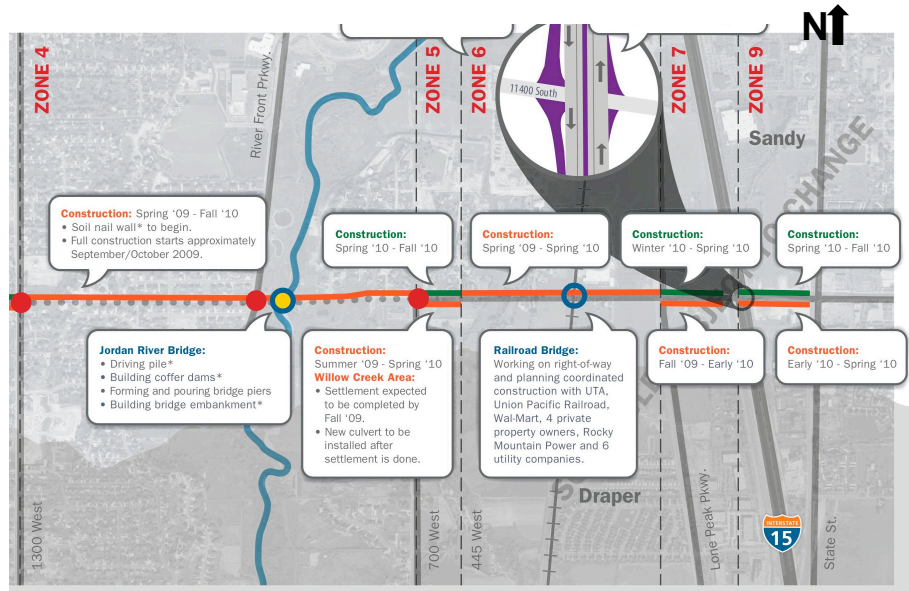 N
ZONE 4
ZONE 5
ZONE 6
ZONE 7
ZONE 9
River Front Prkwy.
11400 South
Sandy
Construction: Spring ‘09 - Fall ‘10
• Soil nail wall* to begin.
• Full construction starts approximately
September/October 2009.
Construction:
Spring ‘10 - Fall ‘10
Construction:
Spring ‘09 - Spring ‘10
Construction:
Winter ‘10 - Spring ‘10
Construction:
Spring ‘10 - Fall ‘10
Jordan River Bridge:
• Driving pile*
• Building coffer dams*
• Forming and pouring bridge piers
• Building bridge embankment*
Construction:
Summer ‘09 - Spring ‘10
Willow Creek Area:
• Settlement expected
to be completed by
Fall ‘09.
• New culvert to be
installed after
settlement is done.
Railroad Bridge:
Working on right-of-way
and planning coordinated
construction with UTA,
Union Pacific Railroad,
Wal-Mart, 4 private
property owners, Rocky
Mountain Power and 6
utility companies.
Construction:
Fall ‘09 - Early ‘10
Construction:
Early ‘10 - Spring ‘10
Draper
1300 West
700 West
445 West
Lone Peak Pkwy.
INTERSTATE
15
State St.
CHANGE